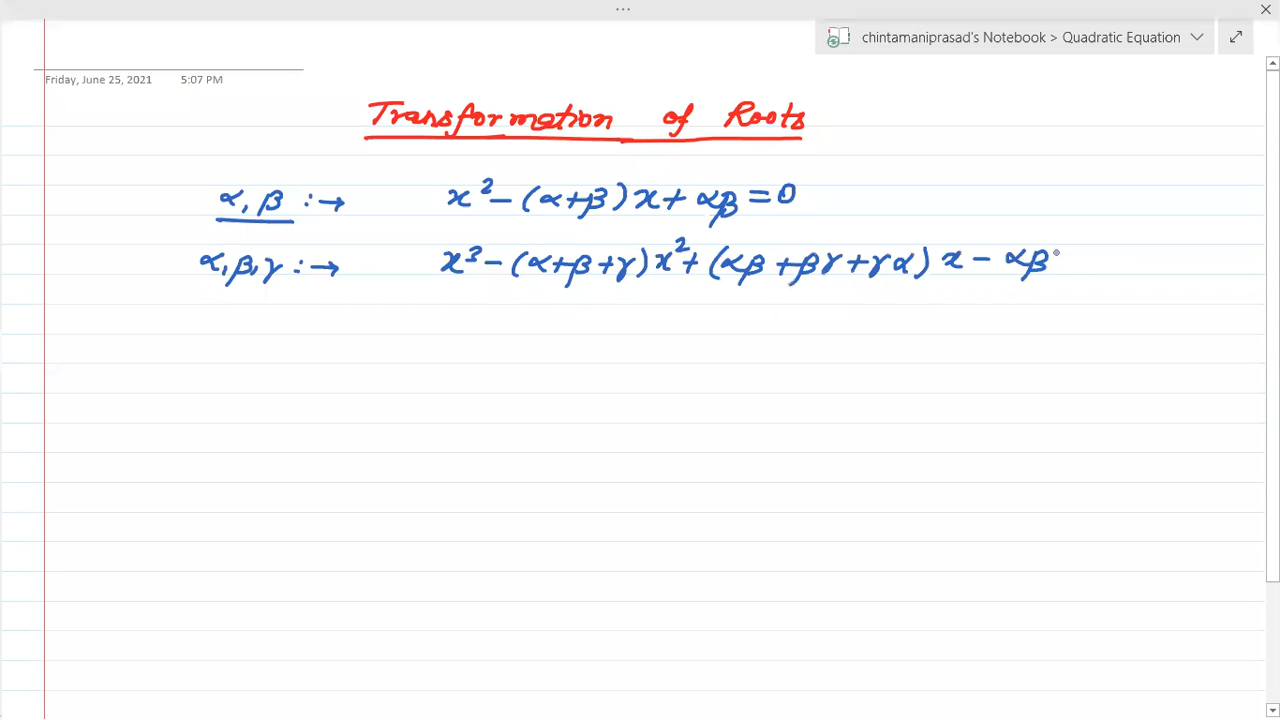 chintamaniprasad's Notebook > Quadratic Equation
Friday, June 25, 2021 5:07 PM
Transformation of Roots
α, β :→ x² - (α+β)x + αβ = 0
α, β, γ :→ x³ - (α+β+γ)x² + (αβ + βγ + γα)x - αβ